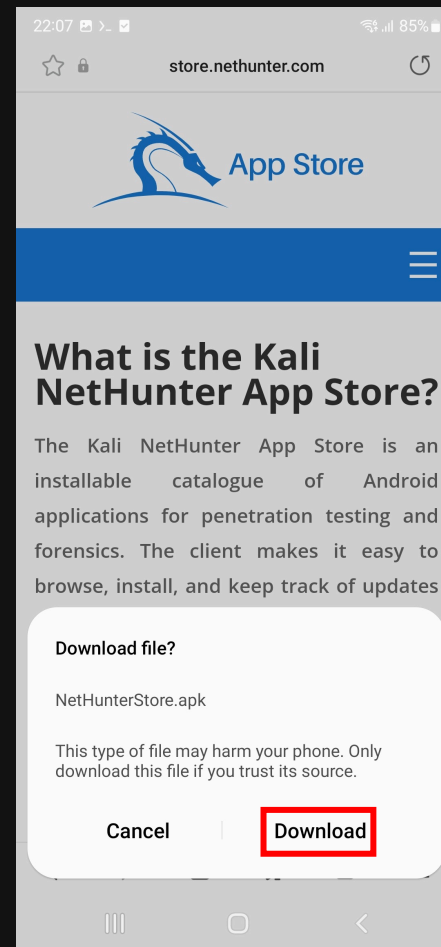 22:07
85%
store.nethunter.com
App Store
What is the Kali
NetHunter App Store?
The Kali NetHunter App Store is an
installable catalogue of Android
applications for penetration testing and
forensics. The client makes it easy to
browse, install, and keep track of updates
Download file?
NetHunterStore.apk
This type of file may harm your phone. Only
download this file if you trust its source.
Cancel
Download